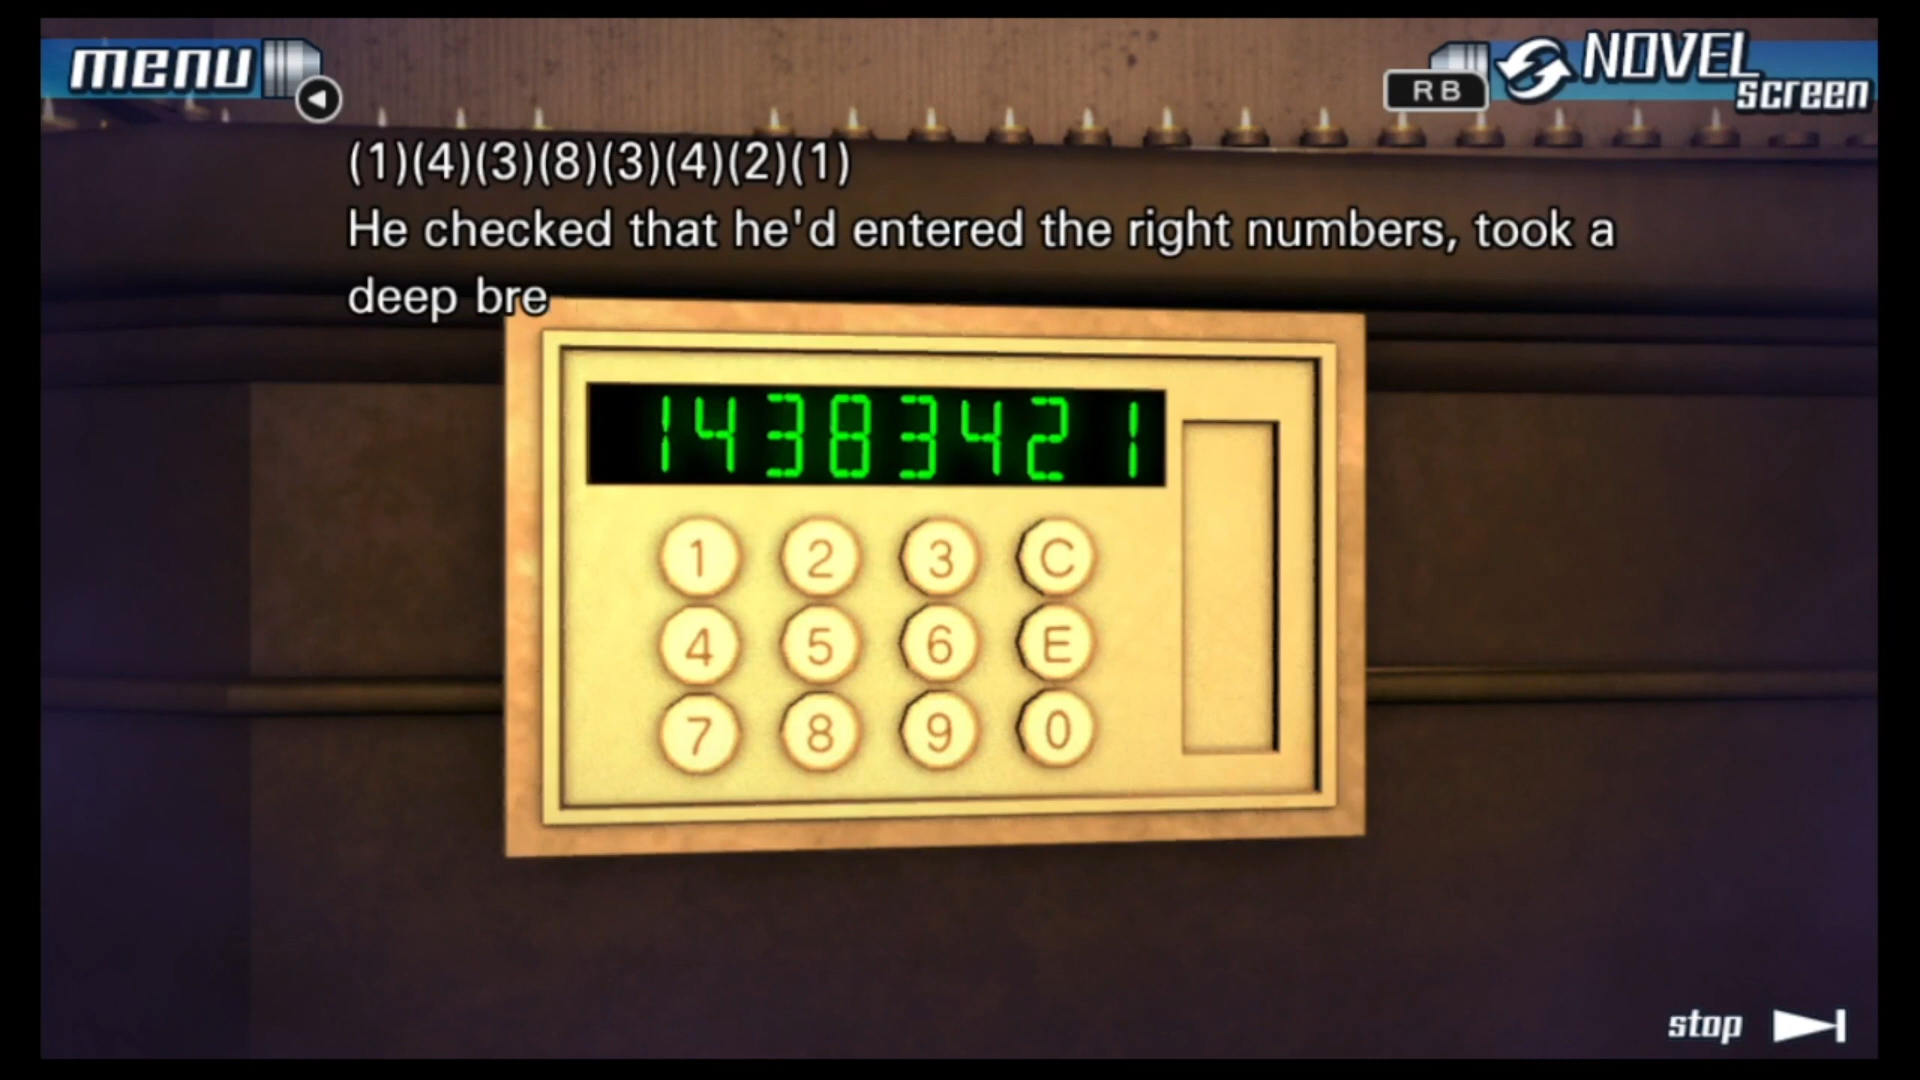 menu
RB NOVEL
screen
(1)(4)(3)(8)(3)(4)(2)(1)
He checked that he'd entered the right numbers, took a
deep bre
14383421
1 2 3 C
4 5 6 E
7 8 9 0
stop